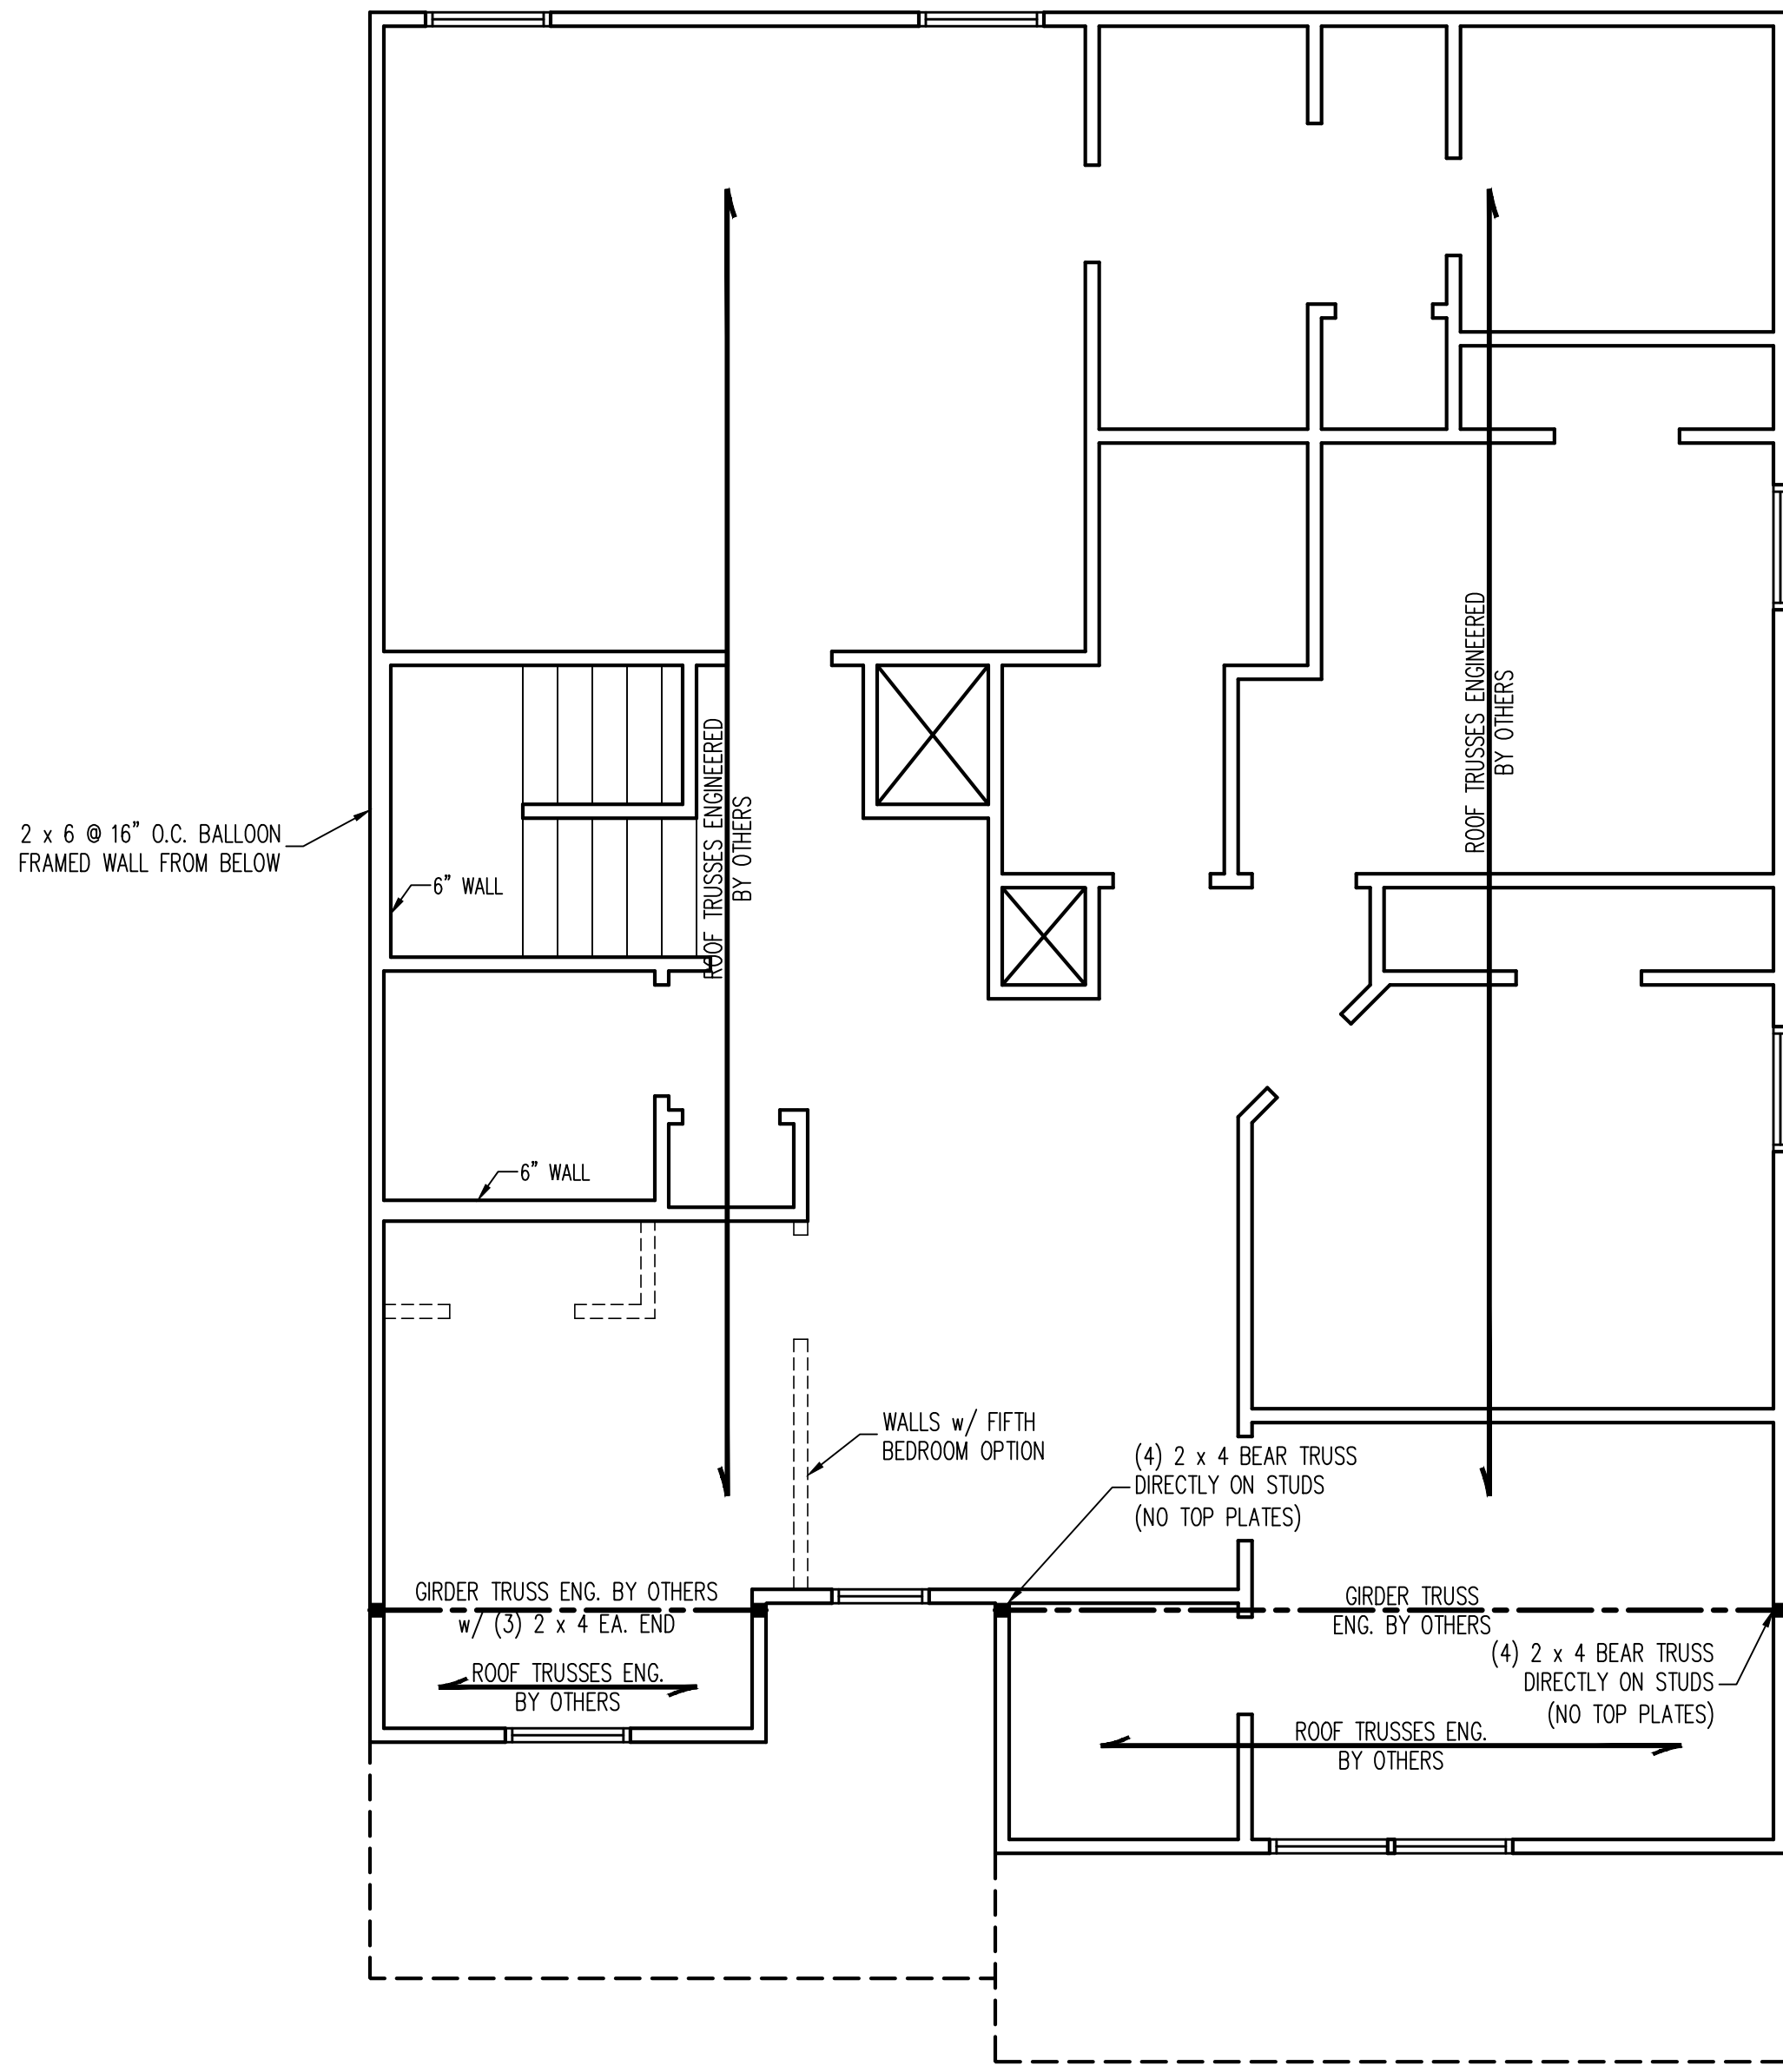 ROOF TRUSSES ENGINEERED
BY OTHERS
ROOF TRUSSES ENGINEERED
BY OTHERS
2 x 6 @ 16" O.C. BALLOON
FRAMED WALL FROM BELOW
6" WALL
6" WALL
WALLS w/ FIFTH
BEDROOM OPTION
(4) 2 x 4 BEAR TRUSS
DIRECTLY ON STUDS
(NO TOP PLATES)
GIRDER TRUSS ENG. BY OTHERS
w/ (3) 2 x 4 EA. END
GIRDER TRUSS
ENG. BY OTHERS
(4) 2 x 4 BEAR TRUSS
DIRECTLY ON STUDS
(NO TOP PLATES)
ROOF TRUSSES ENG.
BY OTHERS
ROOF TRUSSES ENG.
BY OTHERS